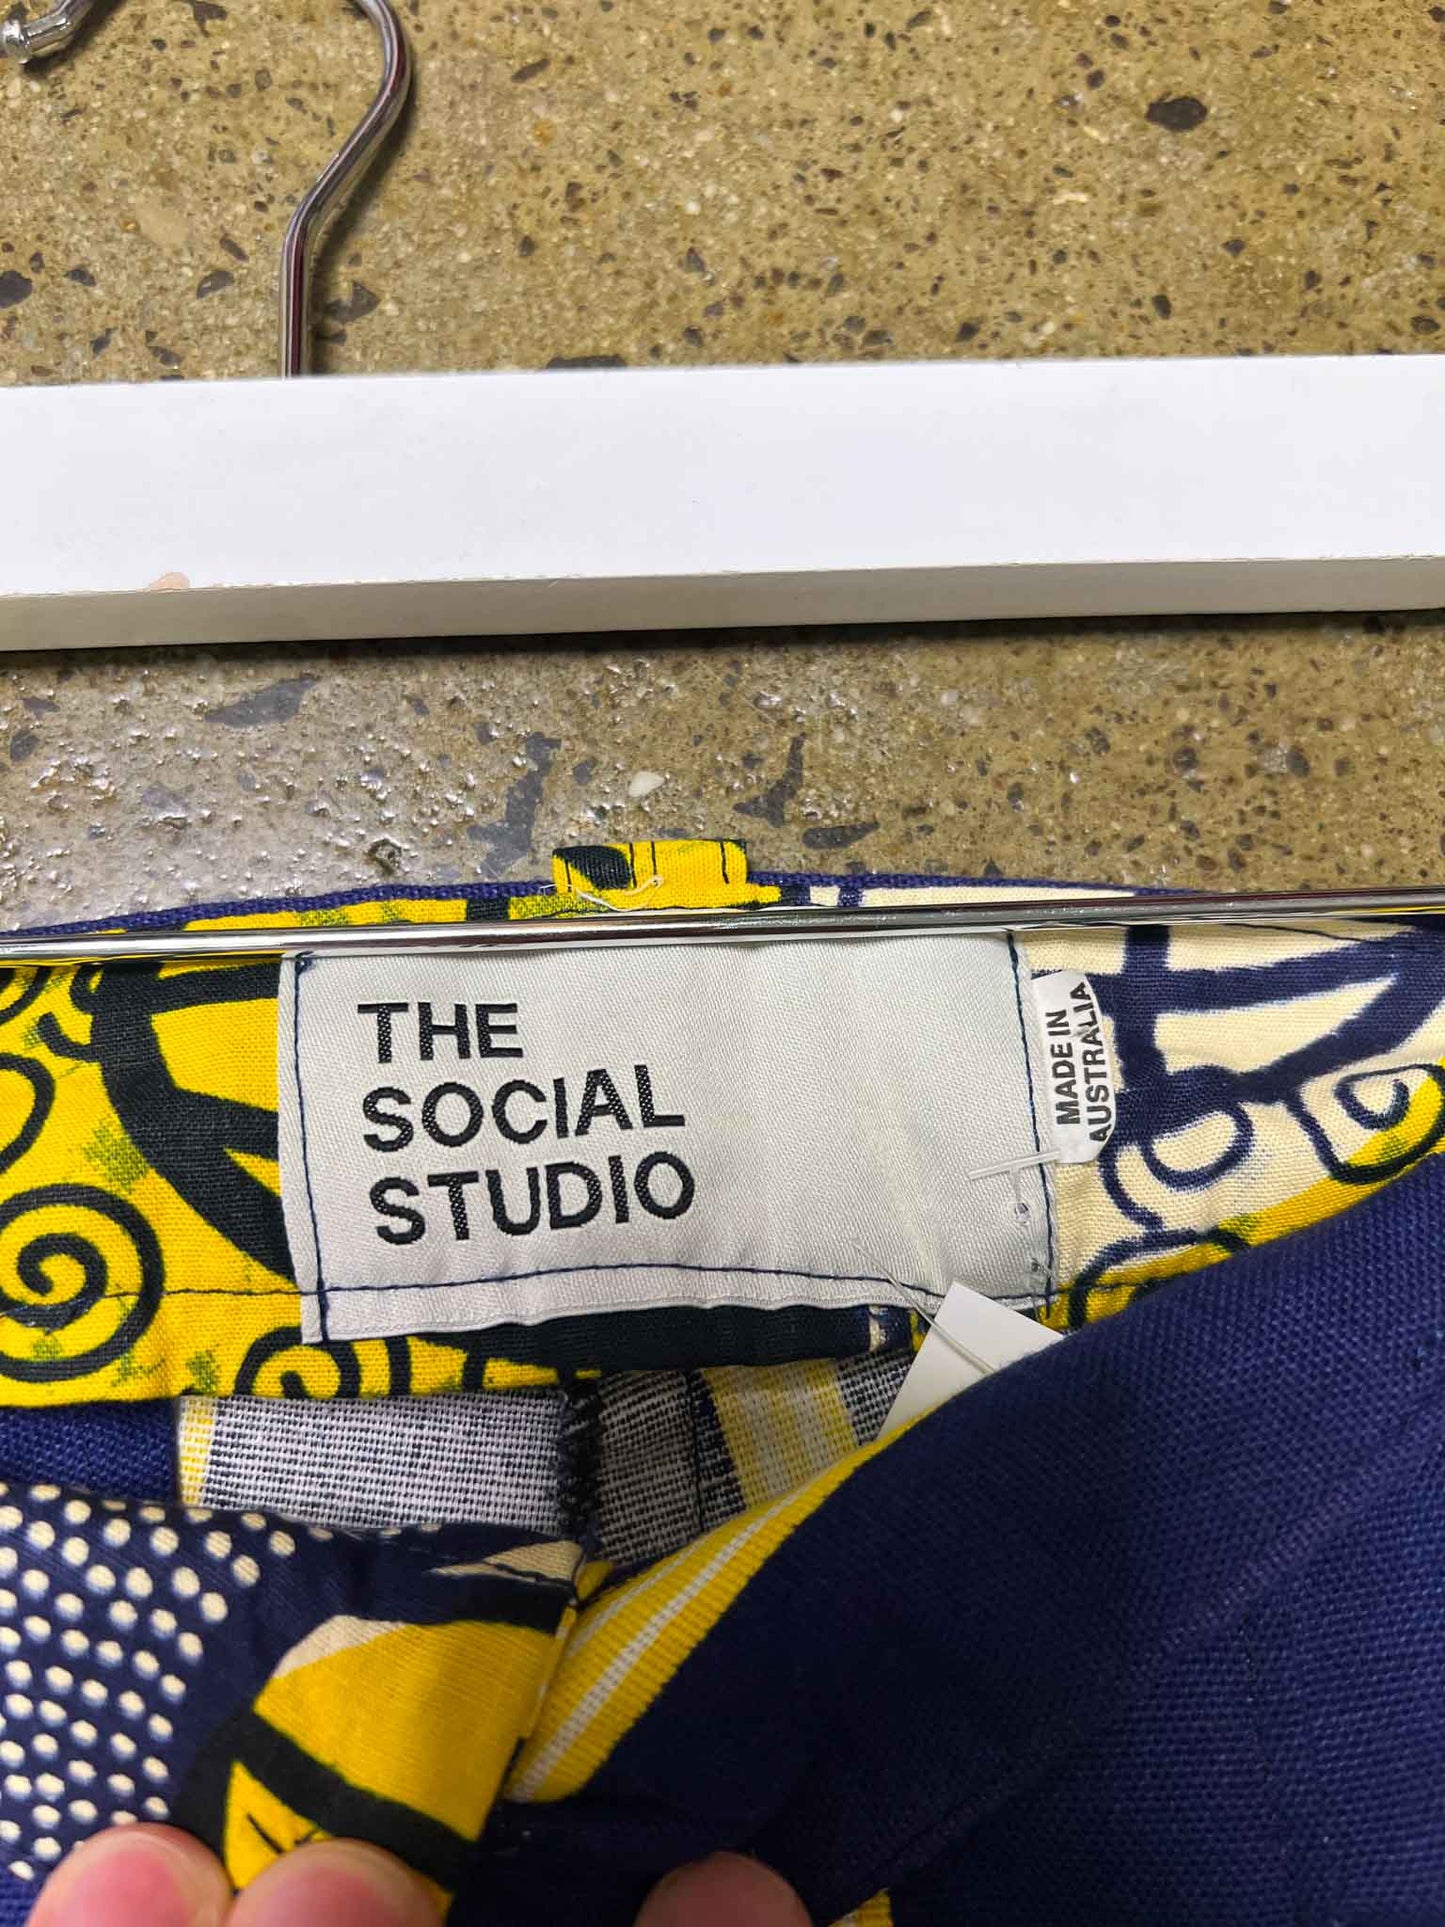 THE
SOCIAL
STUDIO
MADE IN
AUSTRALIA